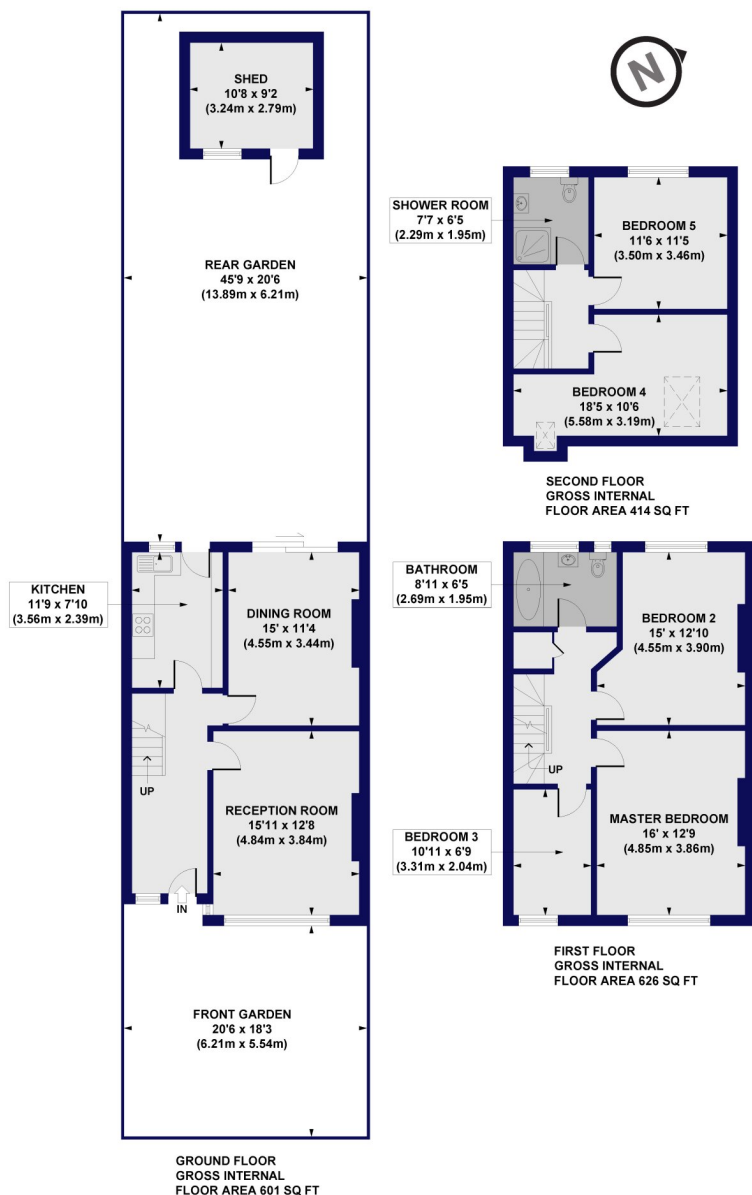 SHED
10'8 x 9'2
(3.24m x 2.79m)
N
REAR GARDEN
45'9 x 20'6
(13.89m x 6.21m)
SHOWER ROOM
7'7 x 6'5
(2.29m x 1.95m)
BEDROOM 5
11'6 x 11'5
(3.50m x 3.46m)
BEDROOM 4
18'5 x 10'6
(5.58m x 3.19m)
SECOND FLOOR
GROSS INTERNAL
FLOOR AREA 414 SQ FT
KITCHEN
11'9 x 7'10
(3.56m x 2.39m)
DINING ROOM
15' x 11'4
(4.55m x 3.44m)
UP
RECEPTION ROOM
15'11 x 12'8
(4.84m x 3.84m)
IN
FRONT GARDEN
20'6 x 18'3
(6.21m x 5.54m)
GROUND FLOOR
GROSS INTERNAL
FLOOR AREA 601 SQ FT
BATHROOM
8'11 x 6'5
(2.69m x 1.95m)
BEDROOM 2
15' x 12'10
(4.55m x 3.90m)
UP
BEDROOM 3
10'11 x 6'9
(3.31m x 2.04m)
MASTER BEDROOM
16' x 12'9
(4.85m x 3.86m)
FIRST FLOOR
GROSS INTERNAL
FLOOR AREA 626 SQ FT